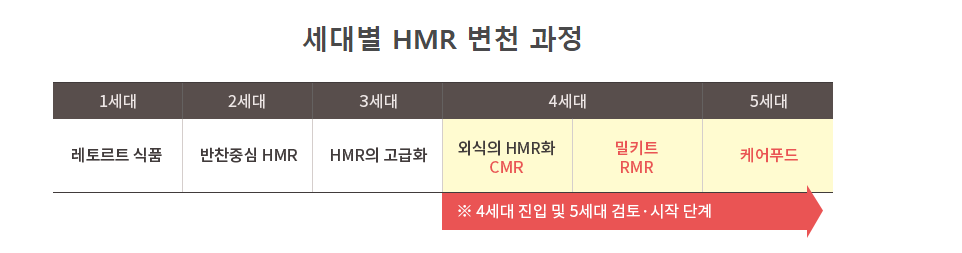 세대별 HMR 변천 과정
1세대 2세대 3세대 4세대 5세대
레토르트 식품 반찬중심 HMR HMR의 고급화 외식의 HMR화 밀키트 케어푸드
CMR RMR
※ 4세대 진입 및 5세대 검토·시작 단계